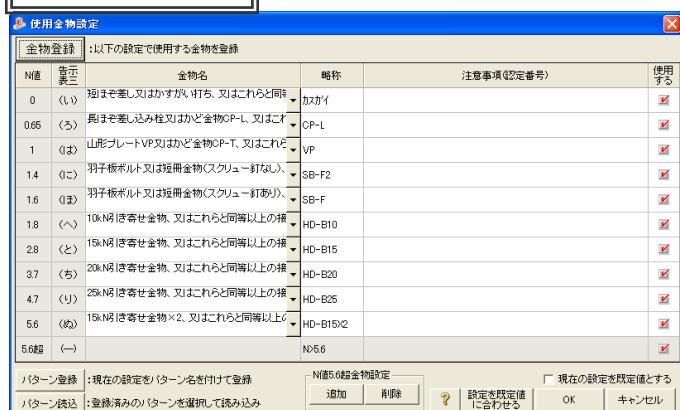 使用金物設定
金物登録 :以下の設定で使用する金物を登録
N値 告示表三 金物名 略称 注意事項(認定番号) 使用する
0 (い) 短ほぞ差し又はかすがい打ち、又はこれらと同等 カスガイ
0.65 (ろ) 長ほぞ差し込み栓又はかど金物CP-L、又はこれ CP-L
1 (は) 山形プレートVP又はかど金物CP-T、又はこれら VP
1.4 (に) 羽子板ボルト又は短冊金物(スクリュー釘なし)、 SB-F2
1.6 (ほ) 羽子板ボルト又は短冊金物(スクリュー釘あり)、 SB-F
1.8 (へ) 10kN引き寄せ金物、又はこれらと同等以上の接 HD-B10
2.8 (と) 15kN引き寄せ金物、又はこれらと同等以上の接 HD-B15
3.7 (ち) 20kN引き寄せ金物、又はこれらと同等以上の接 HD-B20
4.7 (り) 25kN引き寄せ金物、又はこれらと同等以上の接 HD-B25
5.6 (ぬ) 15kN引き寄せ金物×2、又はこれらと同等以上の HD-B15X2
5.6超 (ー) N>5.6
パターン登録 :現在の設定をパターン名を付けて登録
N値5.6超金物設定
現在の設定を既定値とする
パターン読込 :登録済みのパターンを選択して読み込み
追加 削除
? 設定を既定値に合わせる OK キャンセル